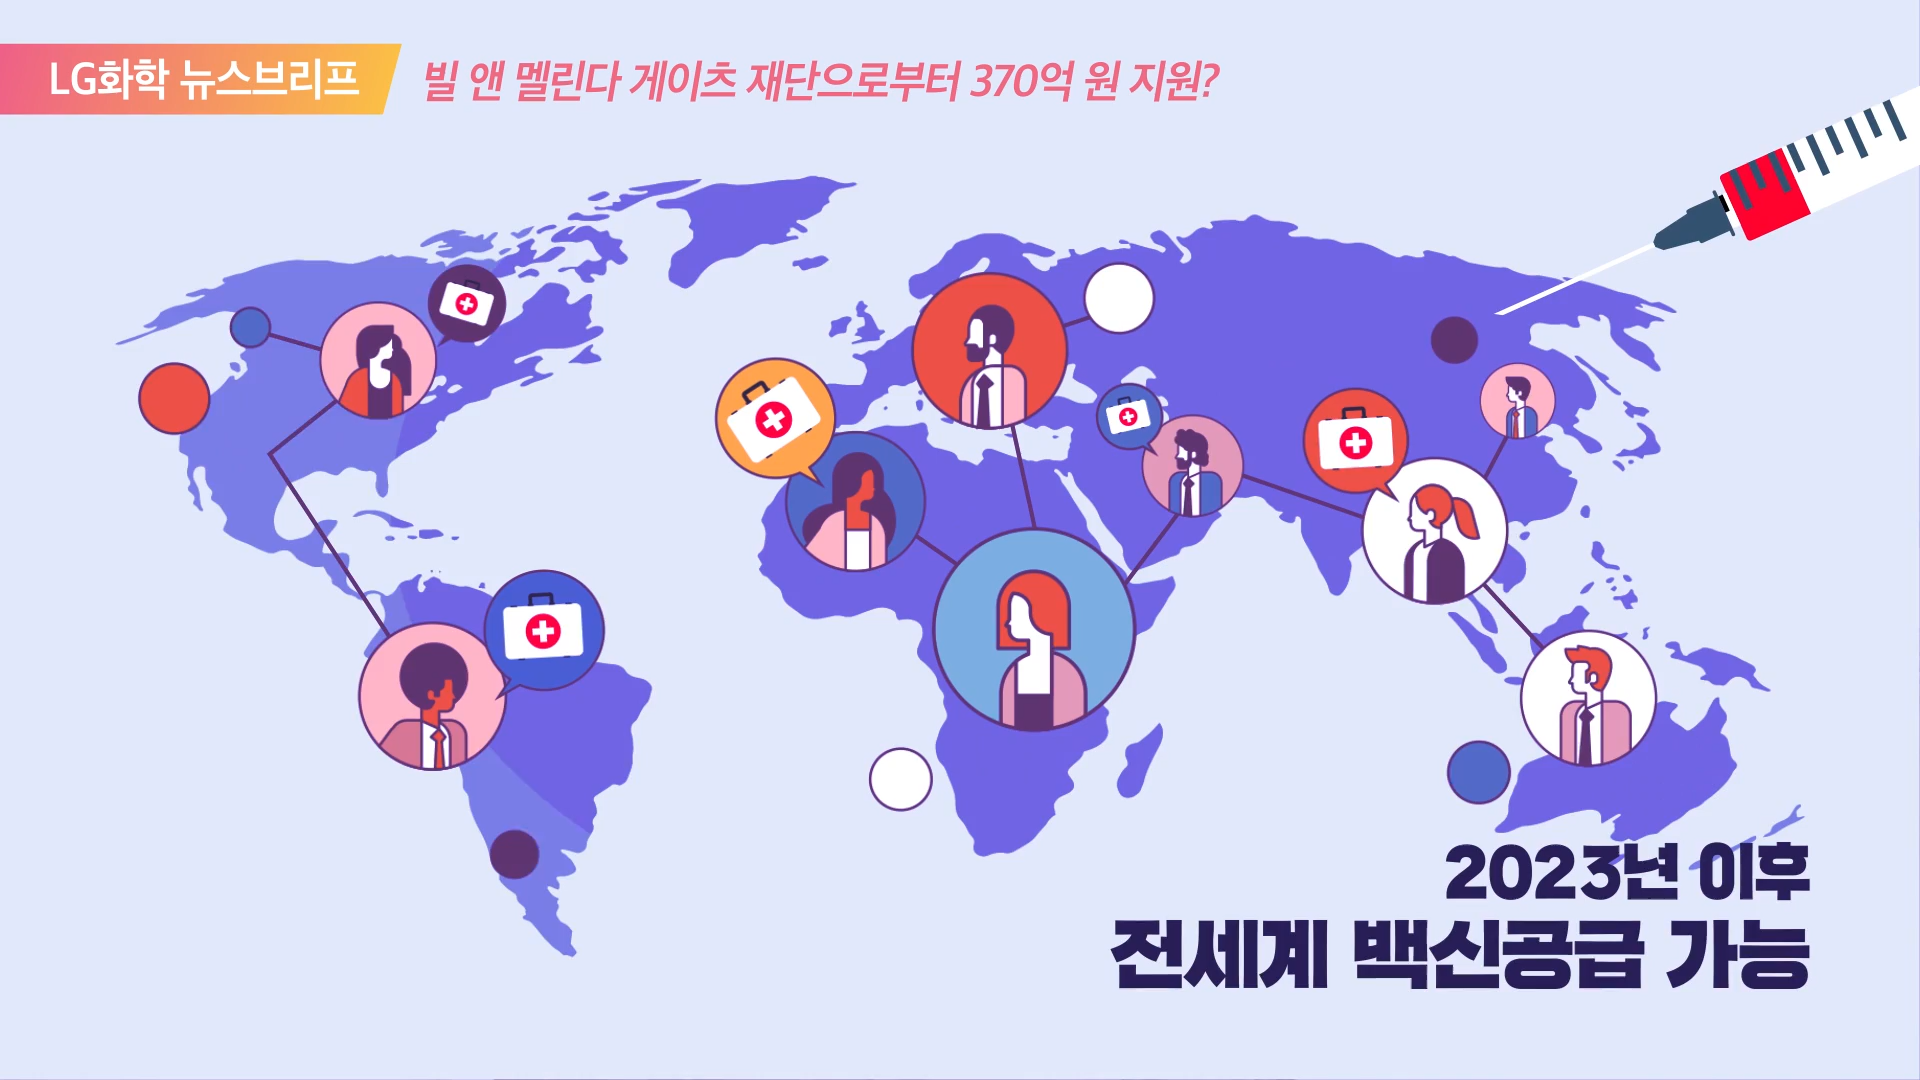 LG화학 뉴스브리프
빌 앤 멜린다 게이츠 재단으로부터 370억 원 지원?
2023년 이후
전세계 백신공급 가능